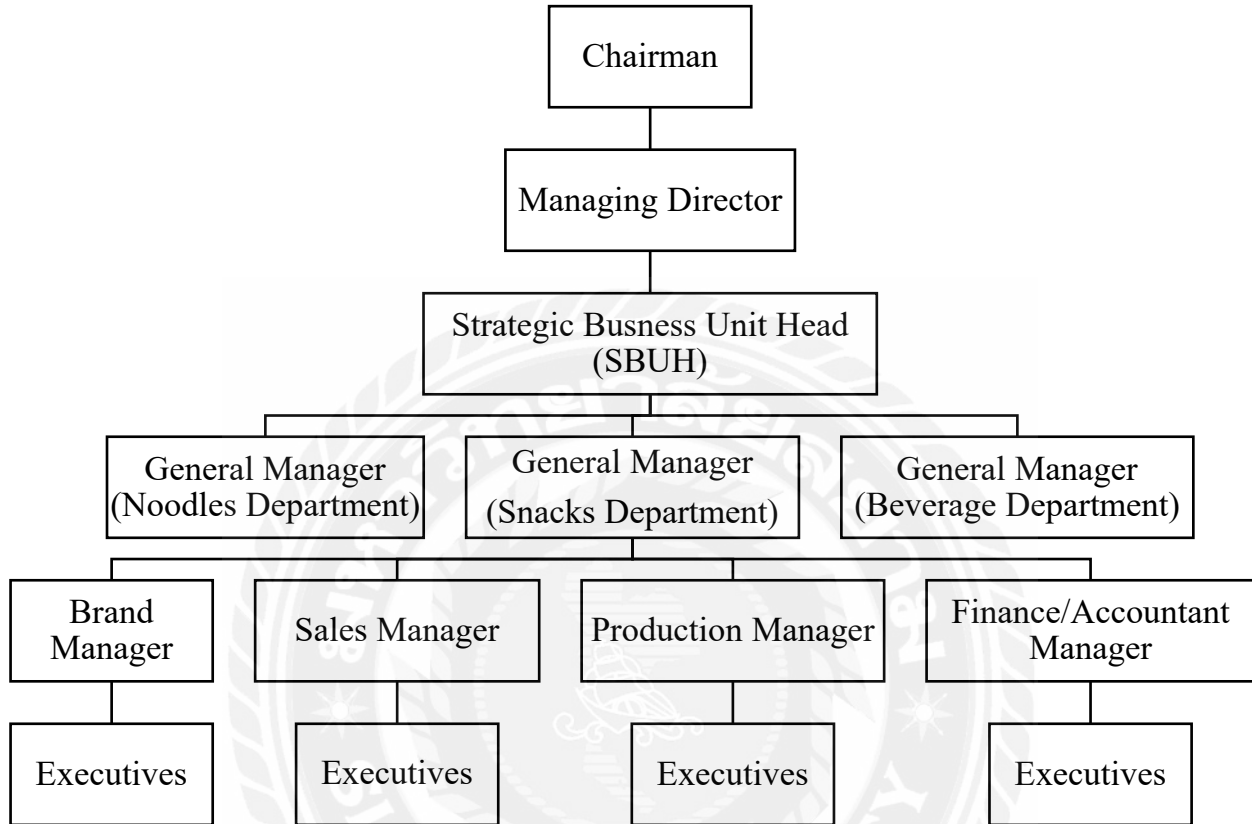 Chairman
Managing Director
Strategic Busness Unit Head
(SBUH)
General Manager
(Noodles Department)
General Manager
(Snacks Department)
General Manager
(Beverage Department)
Brand
Manager
Sales Manager
Production Manager
Finance/Accountant
Manager
Executives
Executives
Executives
Executives